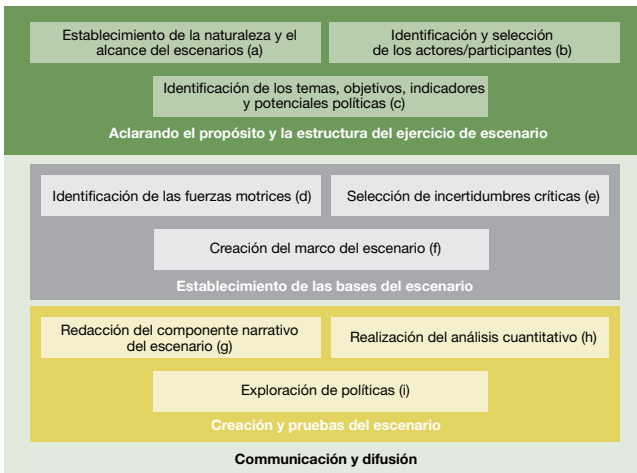 Establecimiento de la naturaleza y el
alcance del escenarios (a)
Identificación y selección
de los actores/participantes (b)
Identificación de los temas, objetivos, indicadores
y potenciales políticas (c)
Aclarando el propósito y la estructura del ejercicio de escenario
Identificación de las fuerzas motrices (d)
Selección de incertidumbres críticas (e)
Creación del marco del escenario (f)
Establecimiento de las bases del escenario
Redacción del componente narrativo
del escenario (g)
Realización del análisis cuantitativo (h)
Exploración de políticas (i)
Creación y pruebas del escenario
Communicación y difusión